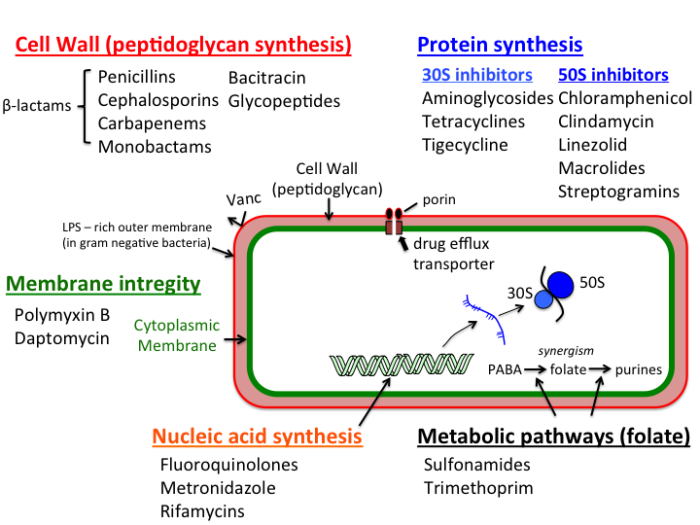 Cell Wall (peptidoglycan synthesis)
β-lactams
Penicillins
Cephalosporins
Carbapenems
Monobactams
Bacitracin
Glycopeptides
Protein synthesis
30S inhibitors
Aminoglycosides
Tetracyclines
Tigecycline
50S inhibitors
Chloramphenicol
Clindamycin
Linezolid
Macrolides
Streptogramins
Cell Wall
(peptidoglycan)
Vanc
porin
LPS – rich outer membrane
(in gram negative bacteria)
drug efflux
transporter
Membrane intregity
Polymyxin B
Daptomycin
Cytoplasmic
Membrane
30S
50S
synergism
PABA
folate
purines
Nucleic acid synthesis
Fluoroquinolones
Metronidazole
Rifamycins
Metabolic pathways (folate)
Sulfonamides
Trimethoprim